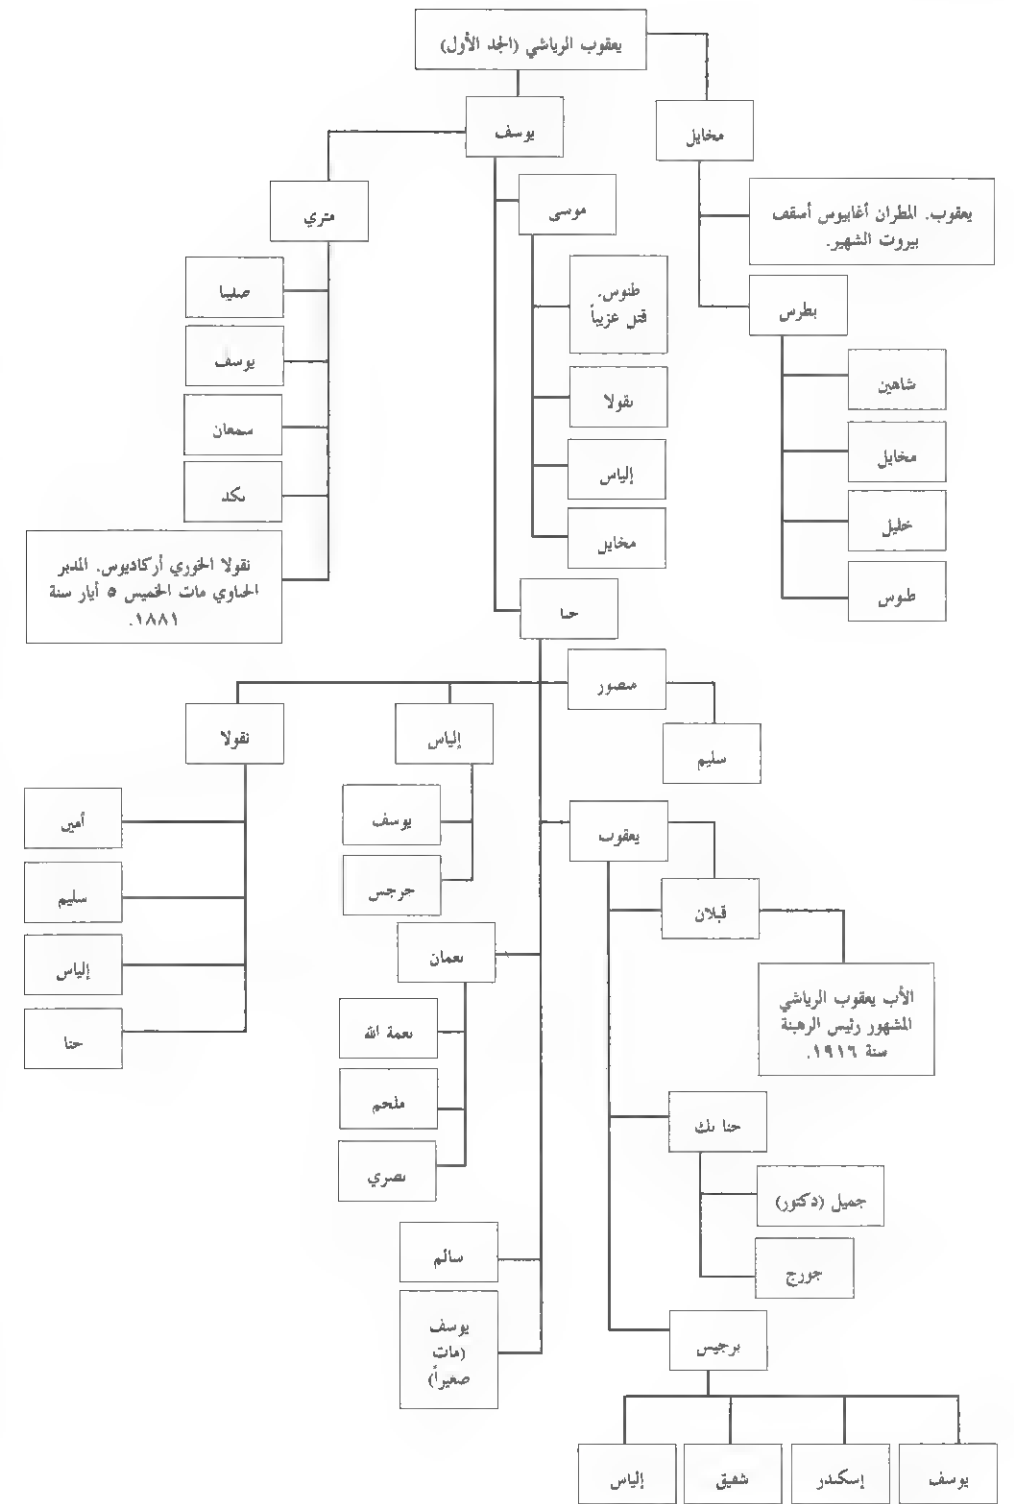 يعقوب الرياشي (الجد الأول)
يوسف
مخايل
متري
موسى
يعقوب. المطران أغابيوس أسقف
بيروت الشهير.
صليبا
يوسف
سمعان
نكد
نقولا الخوري أركاديوس. المدبر
الحناوي مات الخميس ٥ أيار سنة
١٨٨١.
طنوس.
قتل عزيباً
نقولا
إلياس
مخايل
بطرس
شاهين
مخايل
خليل
طنوس
حنا
منصور
سليم
إلياس
نقولا
يوسف
جرجس
أمين
سليم
إلياس
حنا
يعقوب
قبلان
الأب يعقوب الرياشي
المشهور رئيس الرهبنة
سنة ١٩١٦.
نعمان
نعمة الله
ملحم
نصري
حنا بك
جميل (دكتور)
جورج
سالم
يوسف
(مات
صغيراً)
برجيس
يوسف
إسكندر
شفيق
إلياس